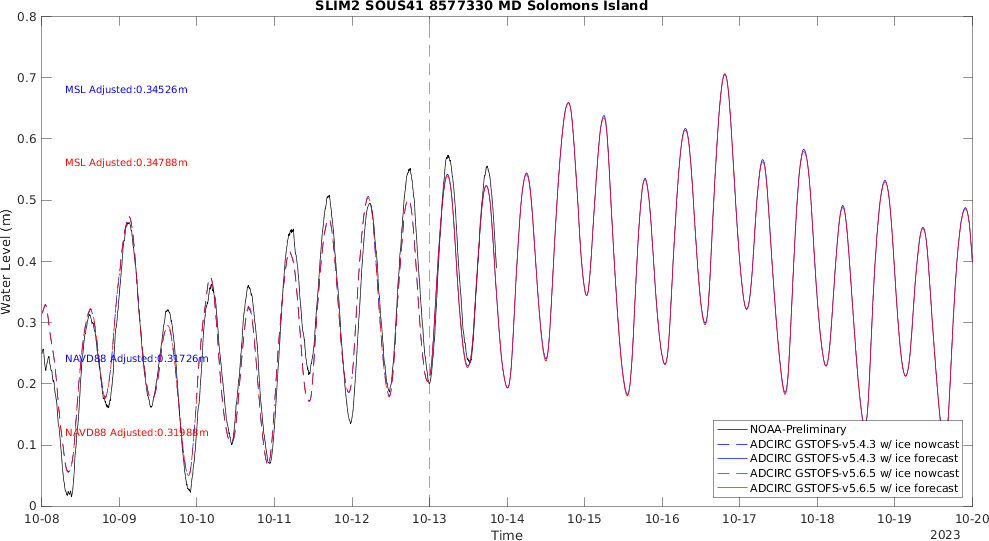 SLIM2 SOUS41 8577330 MD Solomons Island
0.8
0.7
0.6
0.5
0.4
0.3
0.2
0.1
0
Water Level (m)
MSL Adjusted:0.34526m
MSL Adjusted:0.34788m
NAVD88 Adjusted:0.31726m
NAVD88 Adjusted:0.31988m
NOAA-Preliminary
ADCIRC GSTOFS-v5.4.3 w/ ice nowcast
ADCIRC GSTOFS-v5.4.3 w/ ice forecast
ADCIRC GSTOFS-v5.6.5 w/ ice nowcast
ADCIRC GSTOFS-v5.6.5 w/ ice forecast
10-08 10-09 10-10 10-11 10-12 10-13 10-14 10-15 10-16 10-17 10-18 10-19 10-20
Time
2023